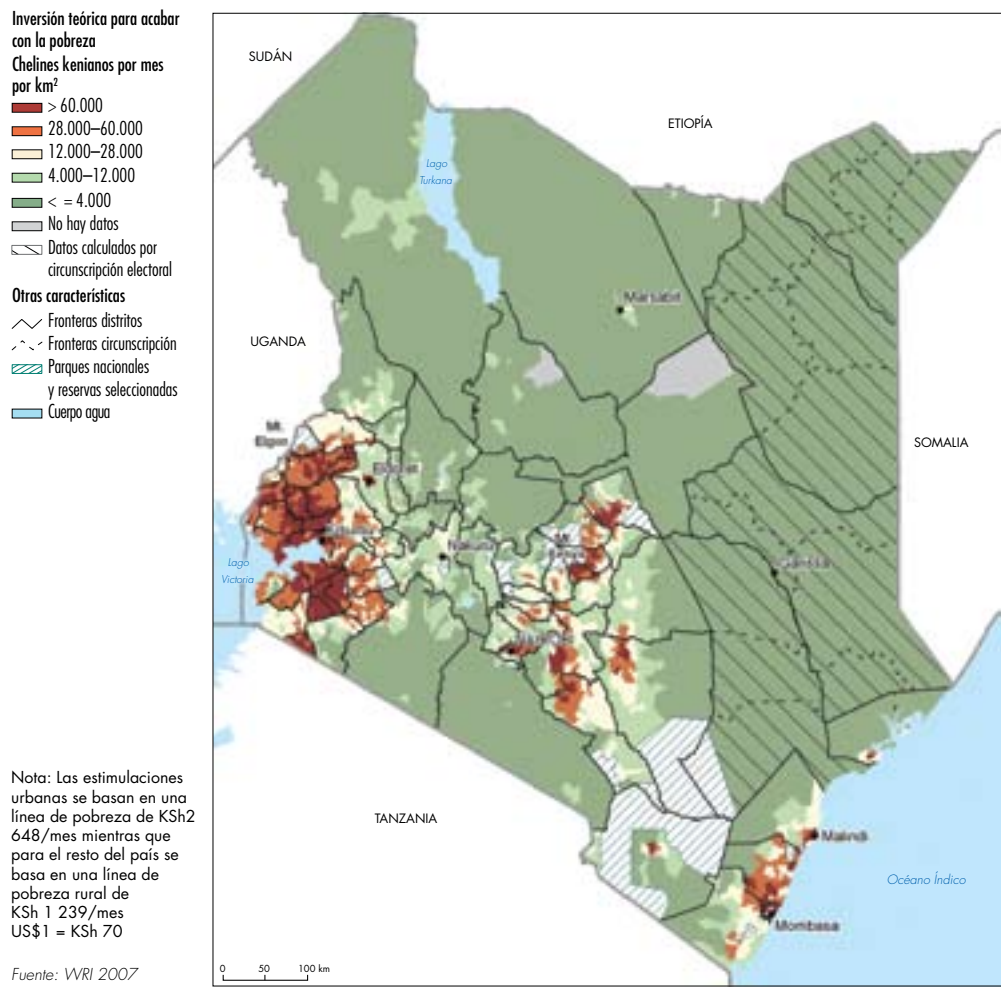 Inversión teórica para acabar
con la pobreza
Chelines kenianos por mes
por km²
> 60.000
28.000–60.000
12.000–28.000
4.000–12.000
< = 4.000
No hay datos
Datos calculados por
circunscripción electoral
Otras características
Fronteras distritos
Fronteras circunscripción
Parques nacionales
y reservas seleccionadas
Cuerpo agua
Nota: Las estimulaciones
urbanas se basan en una
línea de pobreza de KSh2
648/mes mientras que
para el resto del país se
basa en una línea de
pobreza rural de
KSh 1 239/mes
US$1 = KSh 70
Fuente: WRI 2007
SUDÁN
ETIOPÍA
Lago
Turkana
Marsabit
UGANDA
SOMALIA
Mt.
Elgon
Eldoret
Kisumu
Nakuru
Mt.
Garissa
Lago
Victoria
TANZANIA
Malindi
Océano Índico
Mombasa
0 50 100 km